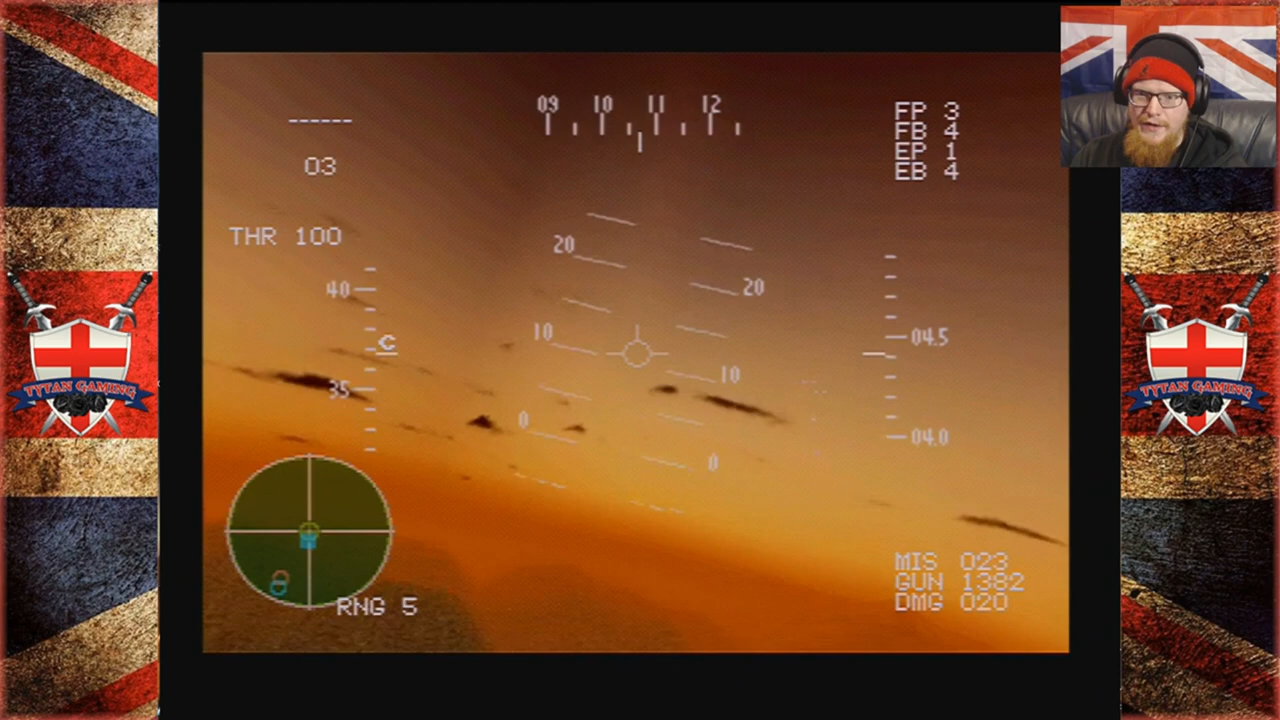 09 10 11 12
------
03
FP 3
FB 4
EP 1
EB 4
THR 100
20
20
40
C
04.5
10
10
35
0
0
04.0
RNG 5
MIS 023
GUN 1382
DMG 020
TYTAN GAMING
TYTAN GAMING